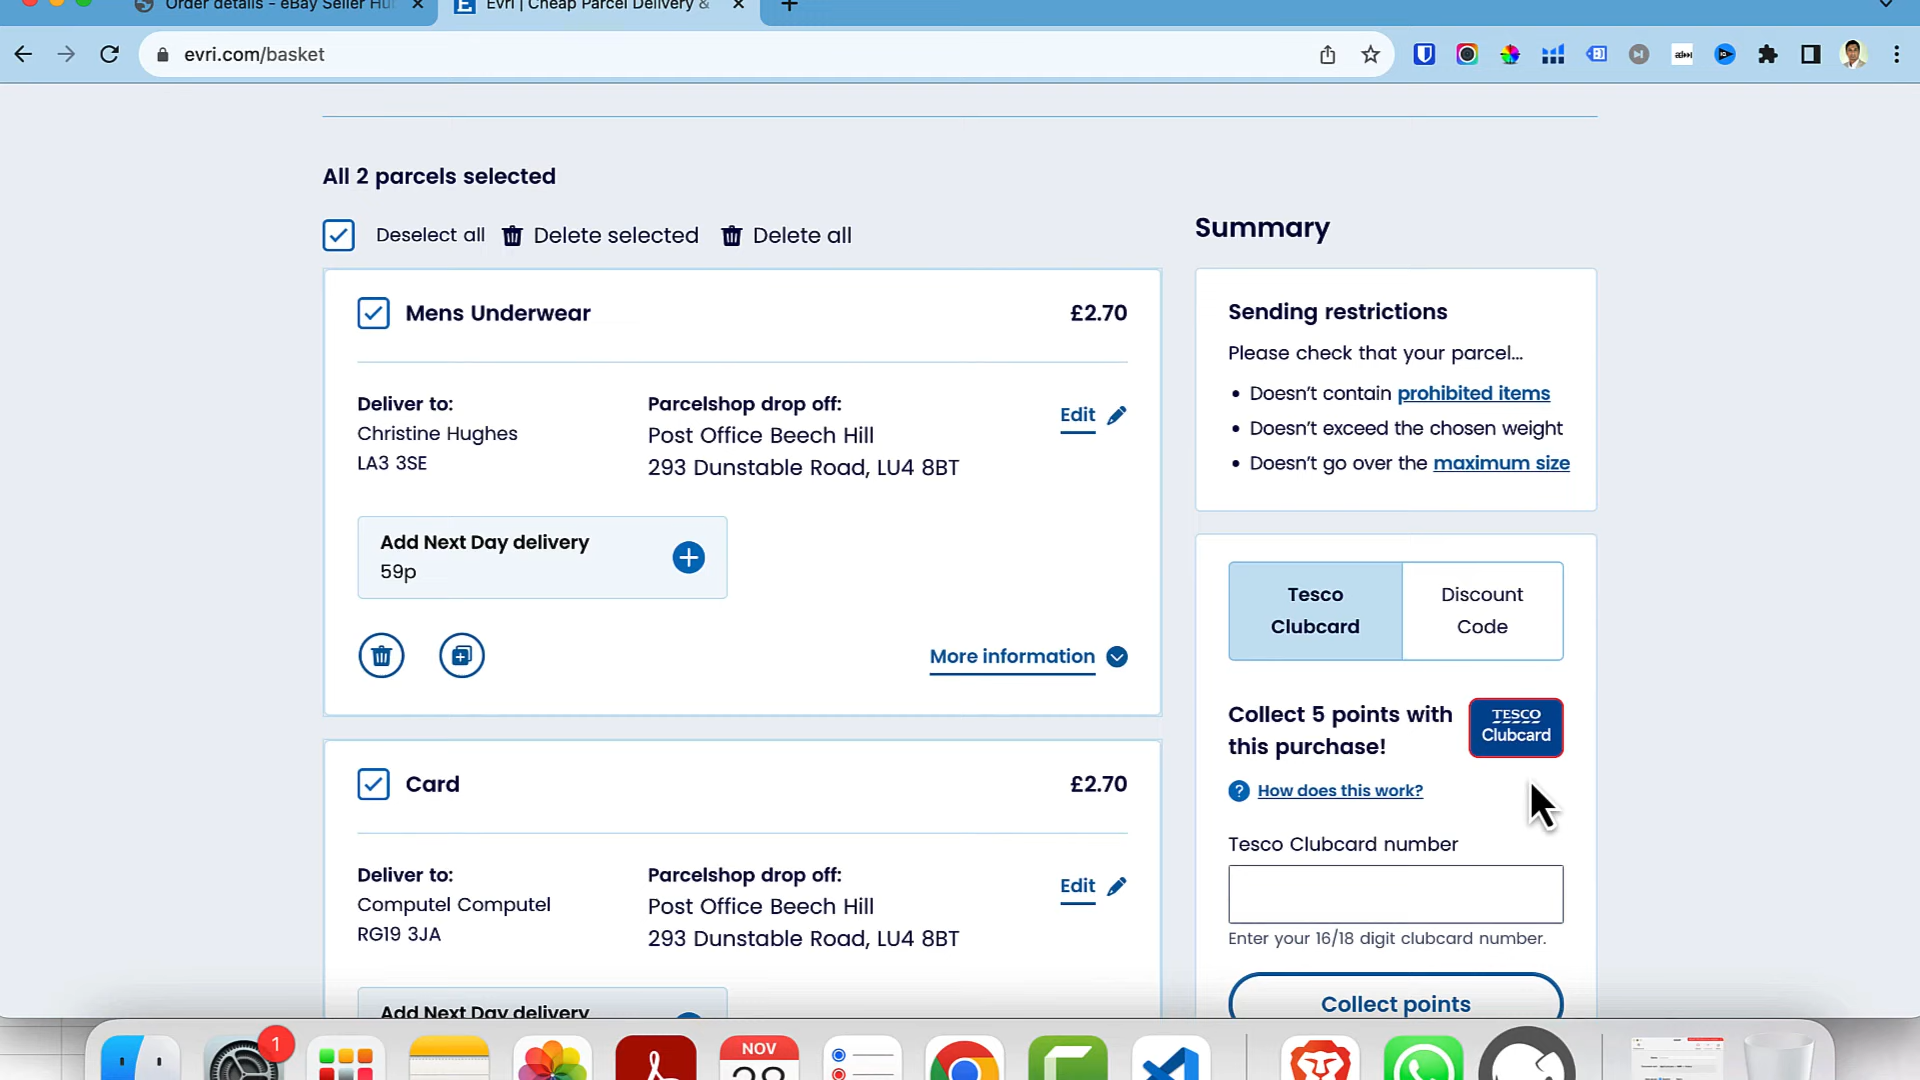 Order details - eBay Seller Hu
Evri | Cheap Parcel Delivery &
evri.com/basket
All 2 parcels selected
Deselect all Delete selected Delete all
Summary
Mens Underwear £2.70
Deliver to:
Christine Hughes
LA3 3SE
Parcelshop drop off:
Post Office Beech Hill
293 Dunstable Road, LU4 8BT
Edit
Add Next Day delivery
59p
More information
Card £2.70
Deliver to:
Computel Computel
RG19 3JA
Parcelshop drop off:
Post Office Beech Hill
293 Dunstable Road, LU4 8BT
Edit
Add Next Day delivery
Sending restrictions
Please check that your parcel...
• Doesn't contain prohibited items
• Doesn't exceed the chosen weight
• Doesn't go over the maximum size
Tesco
Clubcard
Discount
Code
Collect 5 points with
this purchase!
TESCO
Clubcard
? How does this work?
Tesco Clubcard number
Enter your 16/18 digit clubcard number.
Collect points
1
NOV
28